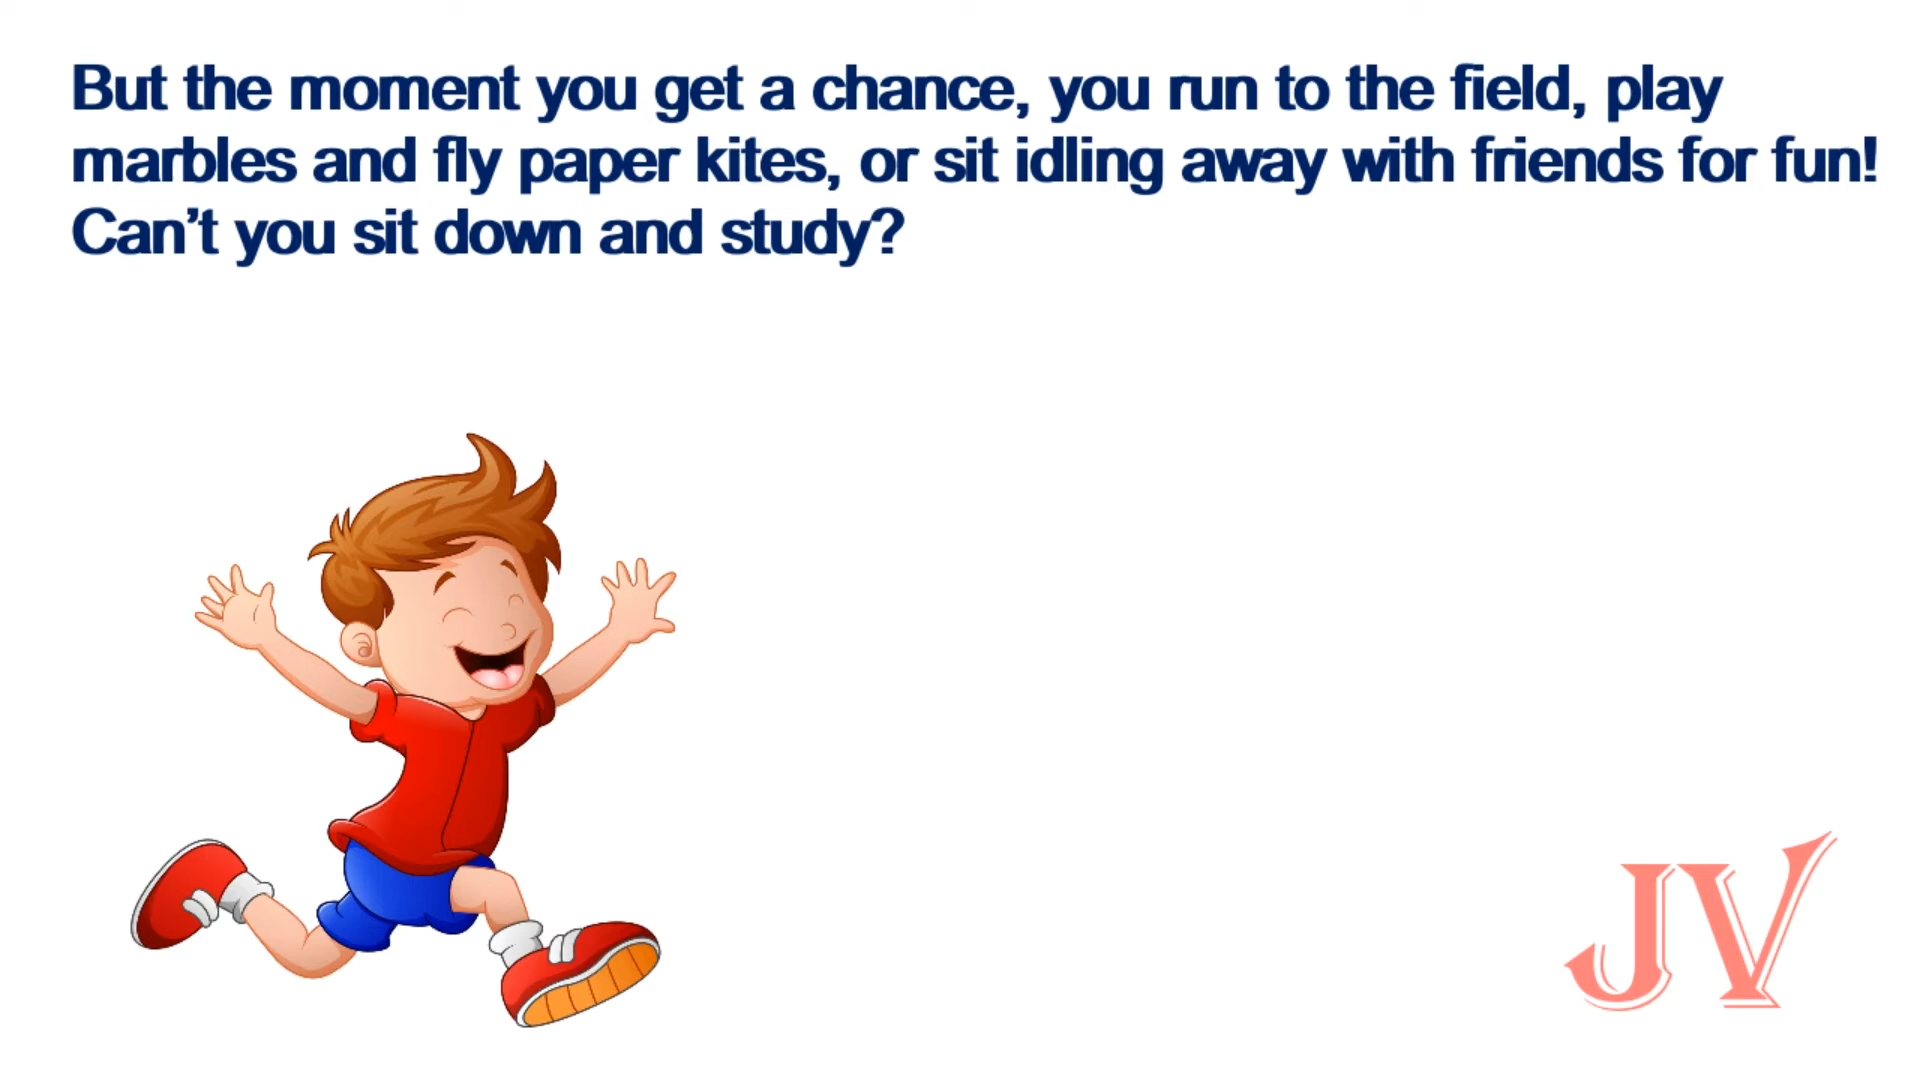 But the moment you get a chance, you run to the field, play
marbles and fly paper kites, or sit idling away with friends for fun!
Can’t you sit down and study?
JV